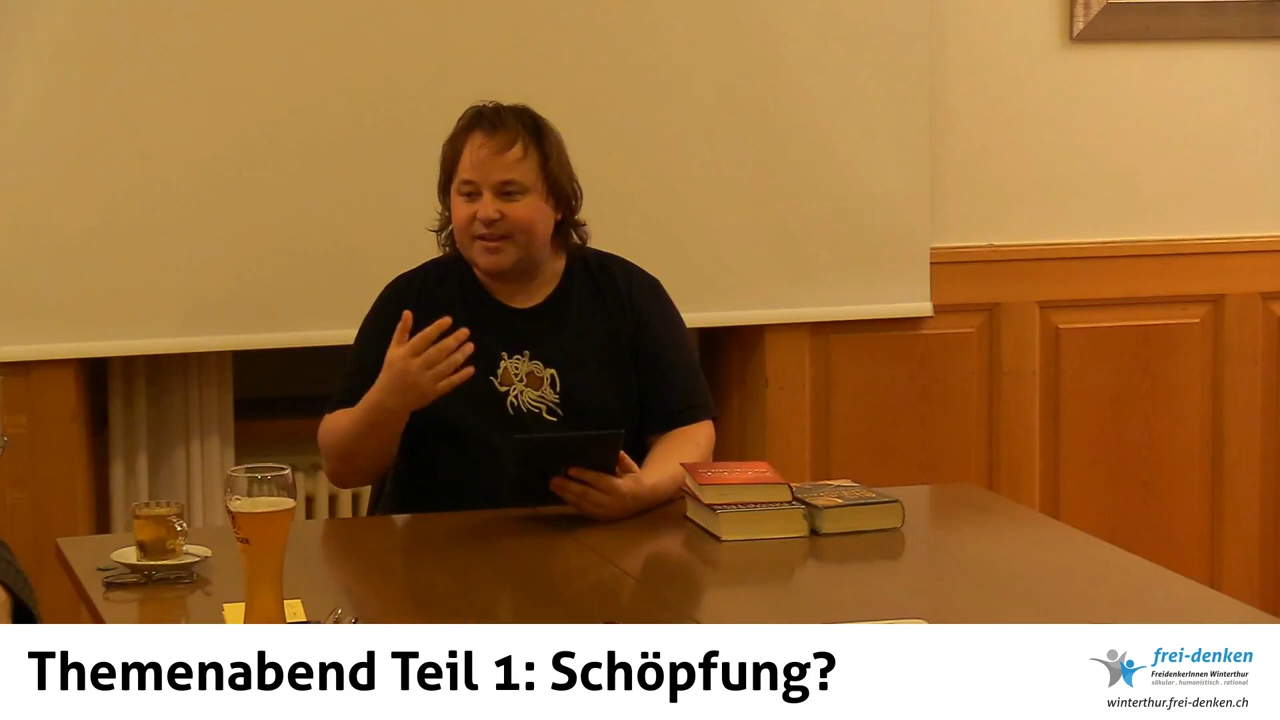 Themenabend Teil 1: Schöpfung?
frei-denken
FreidenkerInnen Winterthur
säkular . humanistisch . rational
winterthur.frei-denken.ch